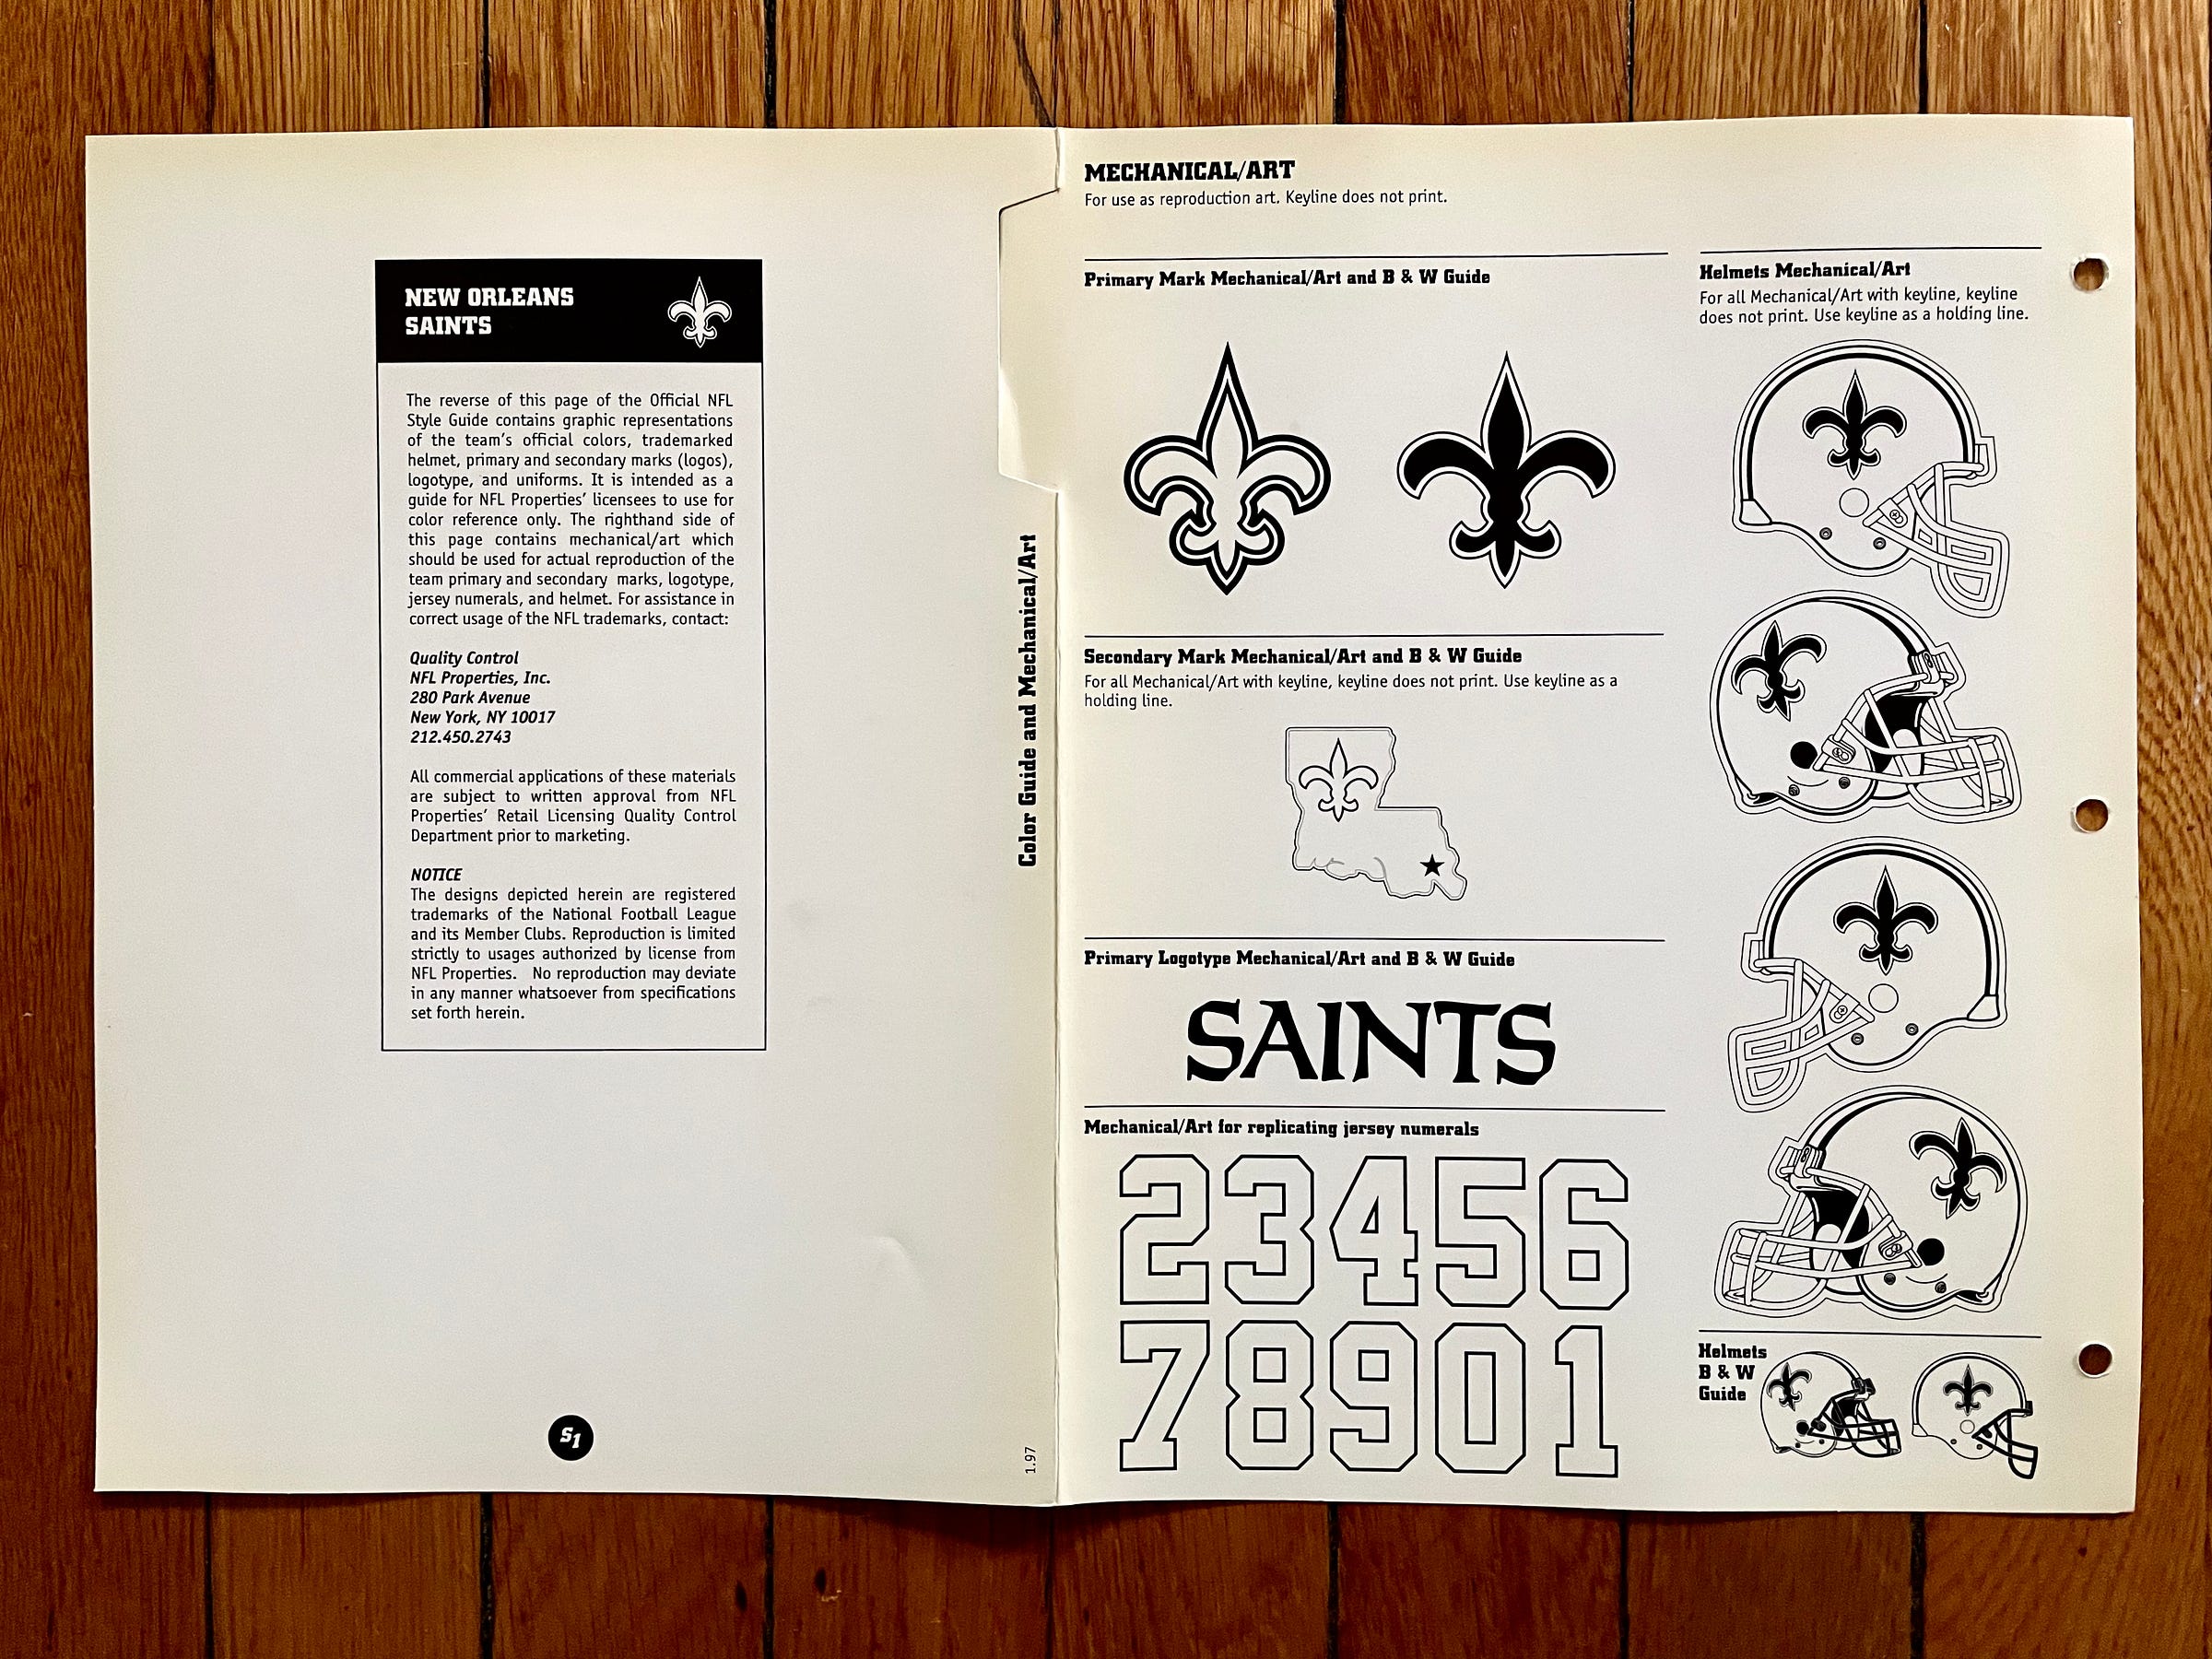 NEW ORLEANS
SAINTS
The reverse of this page of the Official NFL
Style Guide contains graphic representations
of the team's official colors, trademarked
helmet, primary and secondary marks (logos),
logotype, and uniforms. It is intended as a
guide for NFL Properties' licensees to use for
color reference only. The righthand side of
this page contains mechanical/art which
should be used for actual reproduction of the
team primary and secondary marks, logotype,
jersey numerals, and helmet. For assistance in
correct usage of the NFL trademarks, contact:
Quality Control
NFL Properties, Inc.
280 Park Avenue
New York, NY 10017
212.450.2743
All commercial applications of these materials
are subject to written approval from NFL
Properties' Retail Licensing Quality Control
Department prior to marketing.
NOTICE
The designs depicted herein are registered
trademarks of the National Football League
and its Member Clubs. Reproduction is limited
strictly to usages authorized by license from
NFL Properties. No reproduction may deviate
in any manner whatsoever from specifications
set forth herein.
S1
Color Guide and Mechanical/Art
1.97
MECHANICAL/ART
For use as reproduction art. Keyline does not print.
Primary Mark Mechanical/Art and B & W Guide
Secondary Mark Mechanical/Art and B & W Guide
For all Mechanical/Art with keyline, keyline does not print. Use keyline as a
holding line.
Primary Logotype Mechanical/Art and B & W Guide
SAINTS
Mechanical/Art for replicating jersey numerals
23456
78901
Helmets Mechanical/Art
For all Mechanical/Art with keyline, keyline
does not print. Use keyline as a holding line.
Helmets
B & W
Guide